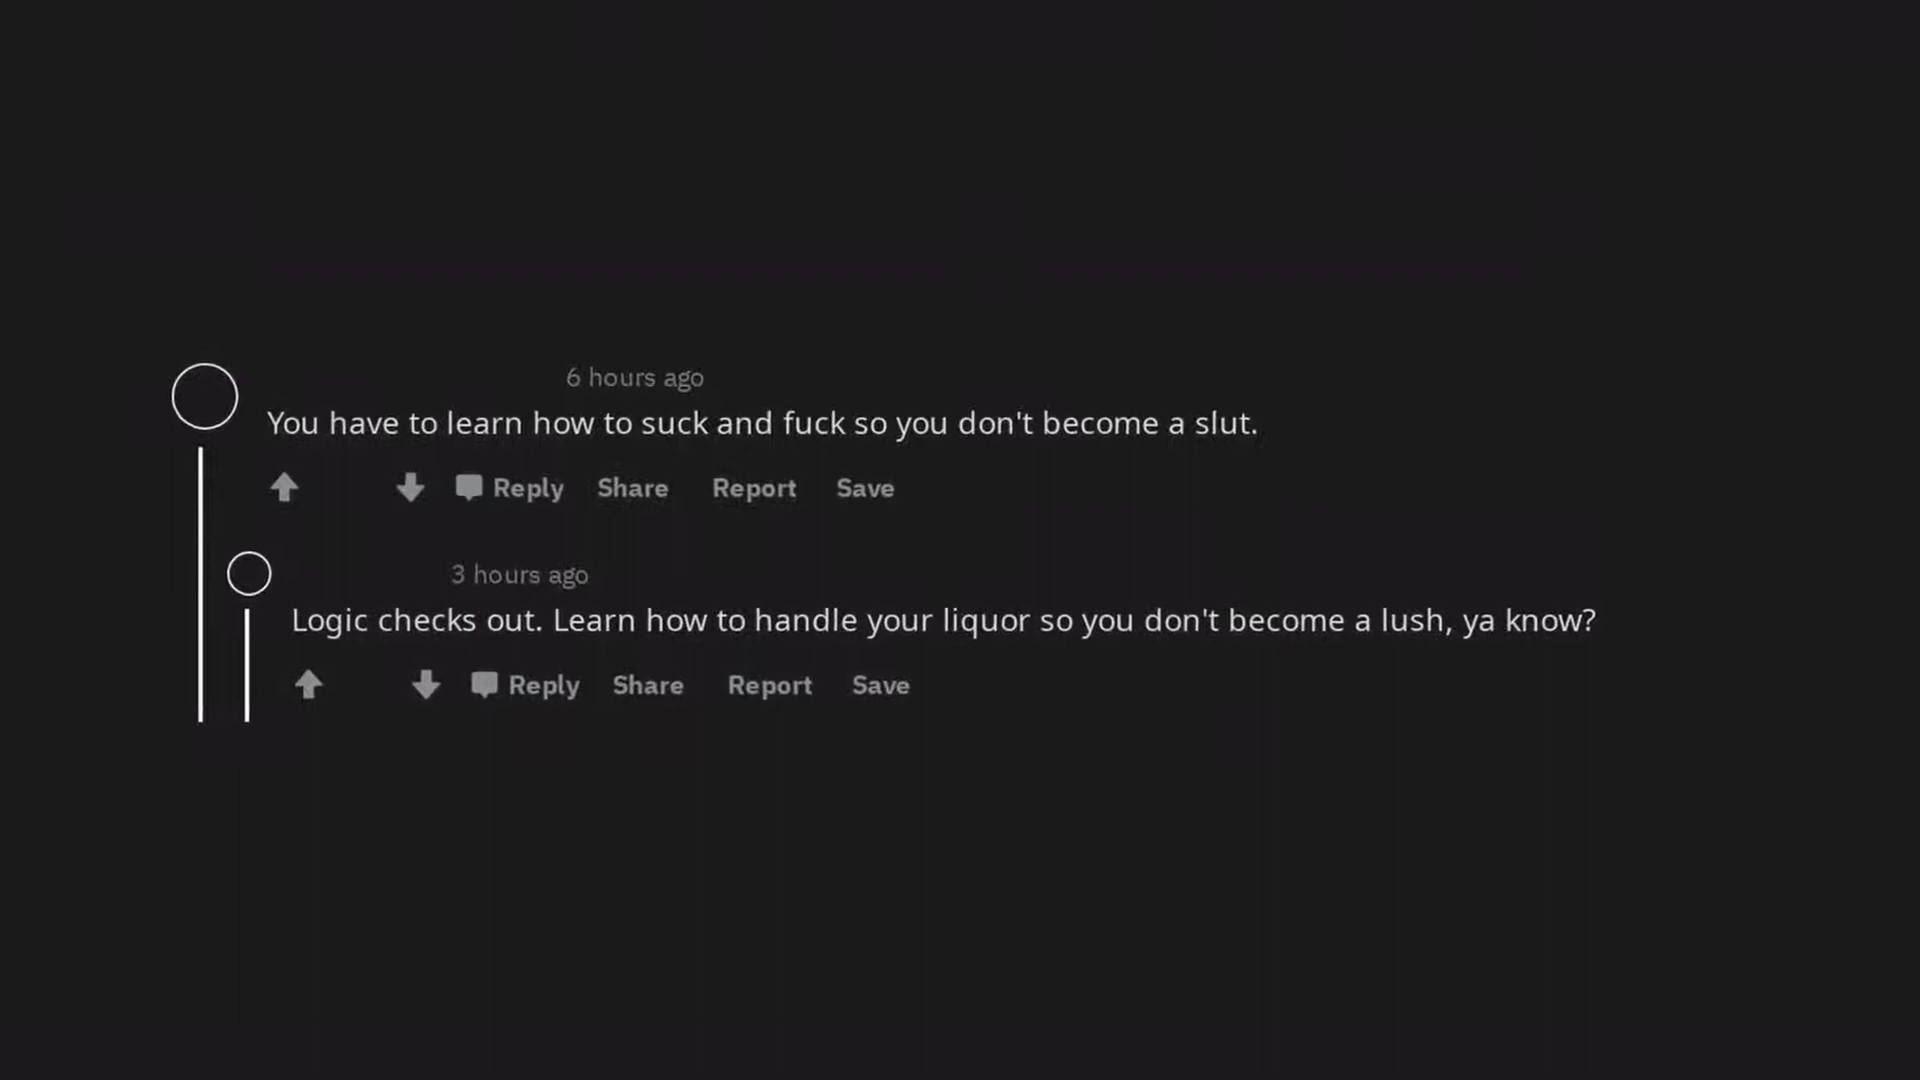 6 hours ago
You have to learn how to suck and fuck so you don't become a slut.
Reply Share Report Save
3 hours ago
Logic checks out. Learn how to handle your liquor so you don't become a lush, ya know?
Reply Share Report Save